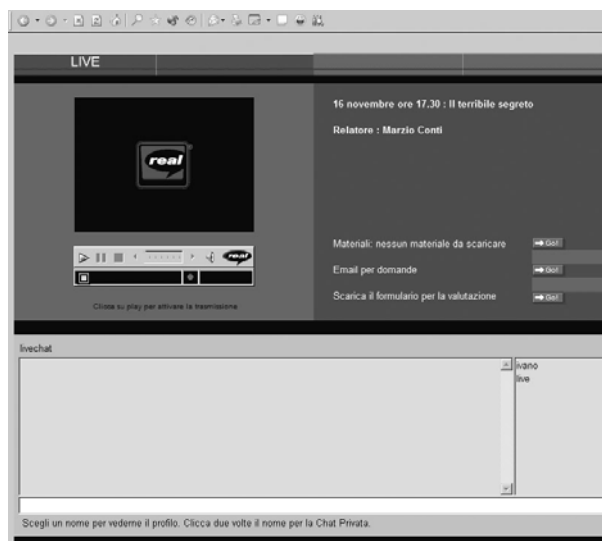 LIVE
real
16 novembre ore 17.30 : Il terribile segreto
Relatore : Marzio Conti
real
Clicca su play per attivare la trasmissione
Materiali: nessun materiale da scaricare Go!
Email per domande Go!
Scarica il formulario per la valutazione Go!
livechat
ivano
live
Scegli un nome per vederne il profilo. Clicca due volte il nome per la Chat Privata.